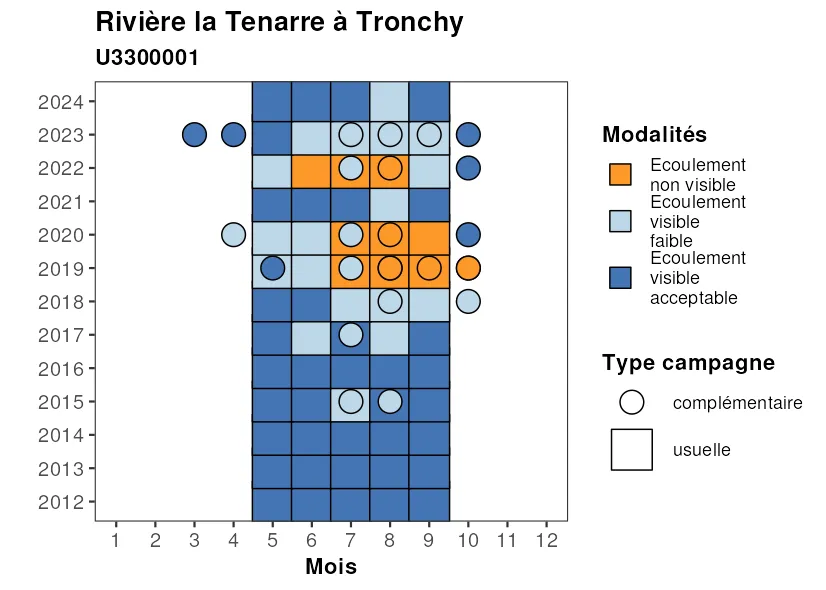 Rivière la Tenarre à Tronchy
U3300001
2024
2023
2022
2021
2020
2019
2018
2017
2016
2015
2014
2013
2012
1 2 3 4 5 6 7 8 9 10 11 12
Mois
Modalités
Ecoulement
non visible
Ecoulement
visible
faible
Ecoulement
visible
acceptable
Type campagne
complémentaire
usuelle